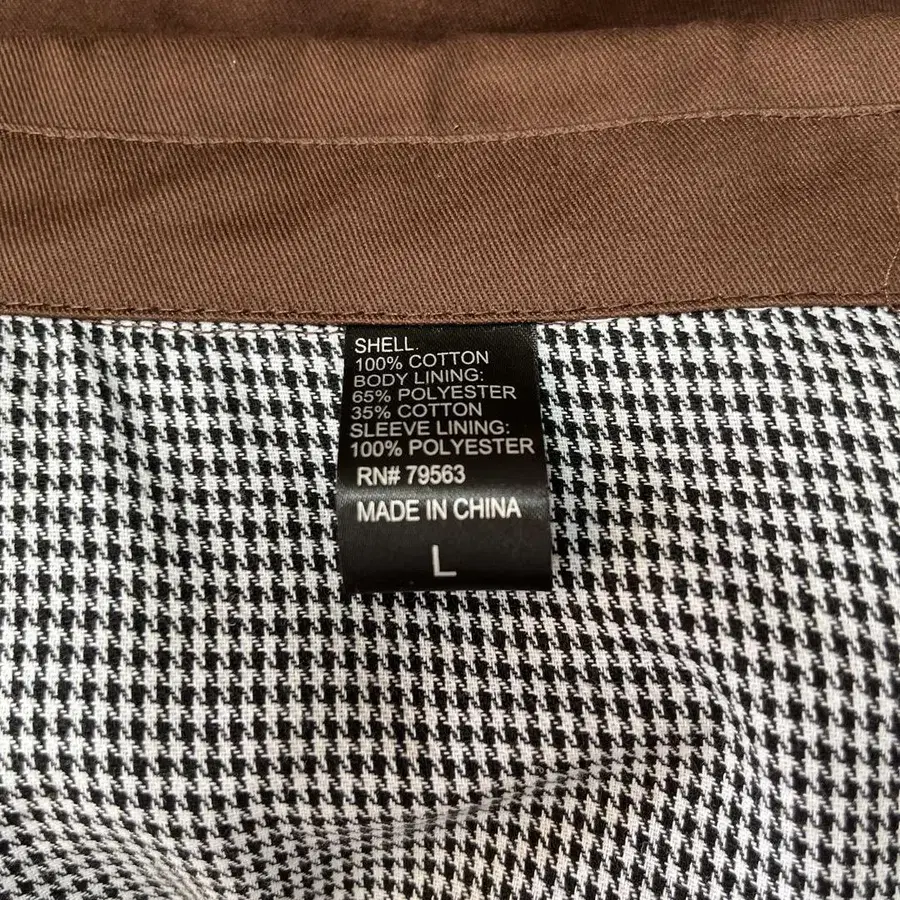 SHELL.
100% COTTON
BODY LINING:
65% POLYESTER
35% COTTON
SLEEVE LINING:
100% POLYESTER
RN# 79563
MADE IN CHINA
L